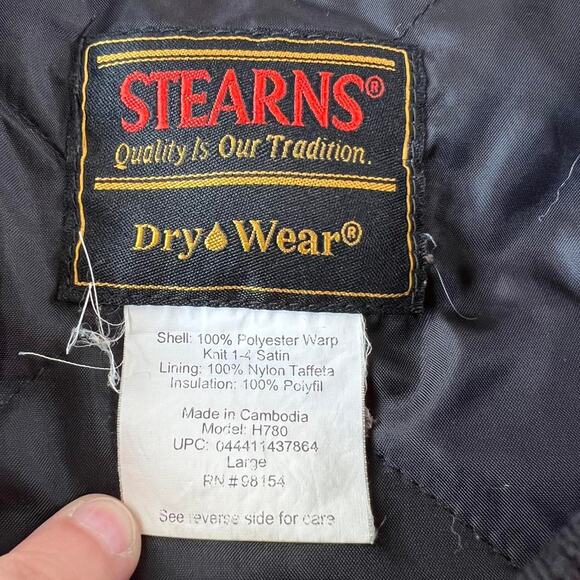 STEARNS®
Quality Is Our Tradition.
Dry Wear®
Shell: 100% Polyester Warp
Knit 1-4 Satin
Lining: 100% Nylon Taffeta
Insulation: 100% Polyfil
Made in Cambodia
Model: H780
UPC: 044411437864
Large
RN # 98154
See reverse side for care